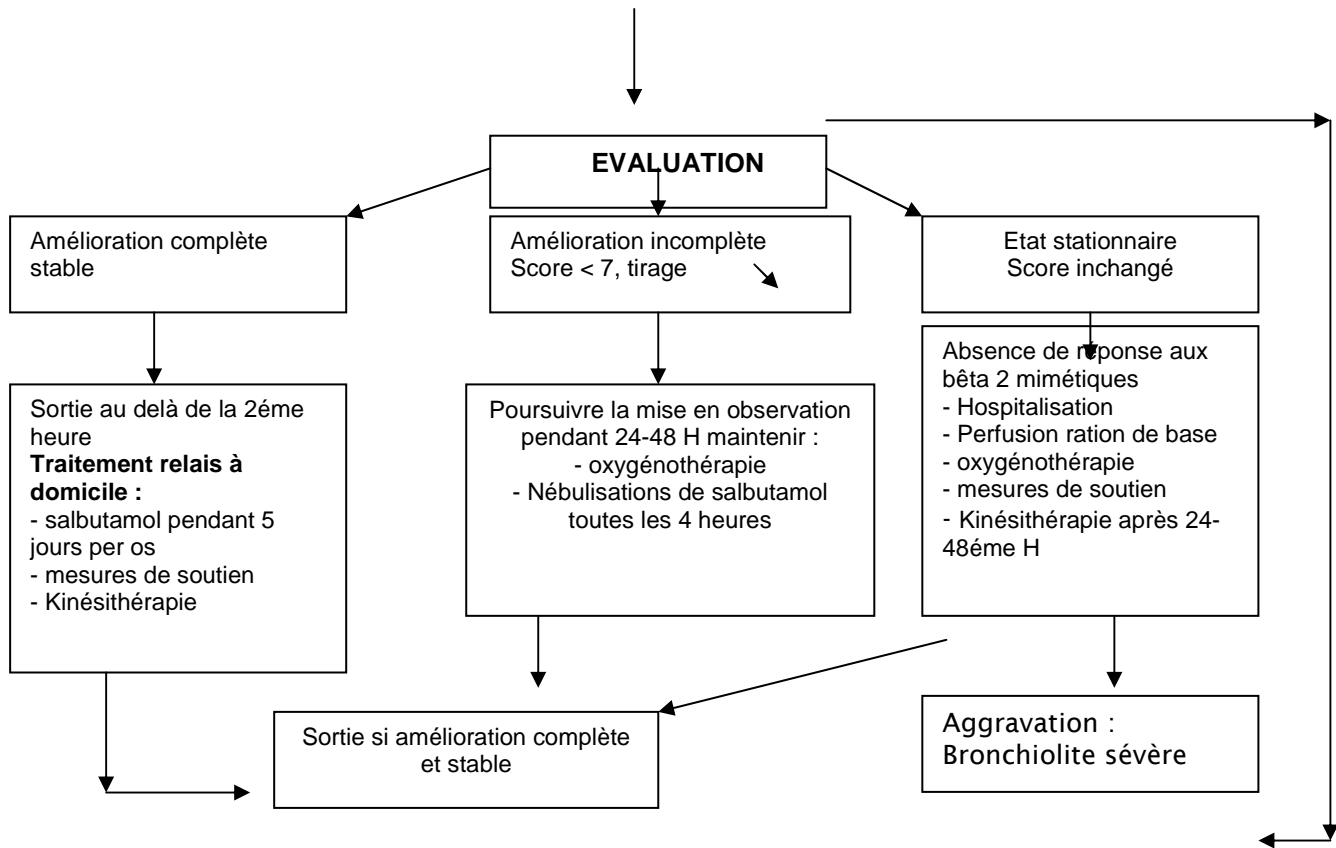 EVALUATION
Amélioration complète
stable
Amélioration incomplète
Score < 7, tirage
Etat stationnaire
Score inchangé
Sortie au delà de la 2éme
heure
Traitement relais à
domicile :
- salbutamol pendant 5
jours per os
- mesures de soutien
- Kinésithérapie
Poursuivre la mise en observation
pendant 24-48 H maintenir :
- oxygénothérapie
- Nébulisations de salbutamol
toutes les 4 heures
Absence de réponse aux
bêta 2 mimétiques
- Hospitalisation
- Perfusion ration de base
- oxygénothérapie
- mesures de soutien
- Kinésithérapie après 24-
48éme H
Sortie si amélioration complète
et stable
Aggravation :
Bronchiolite sévère